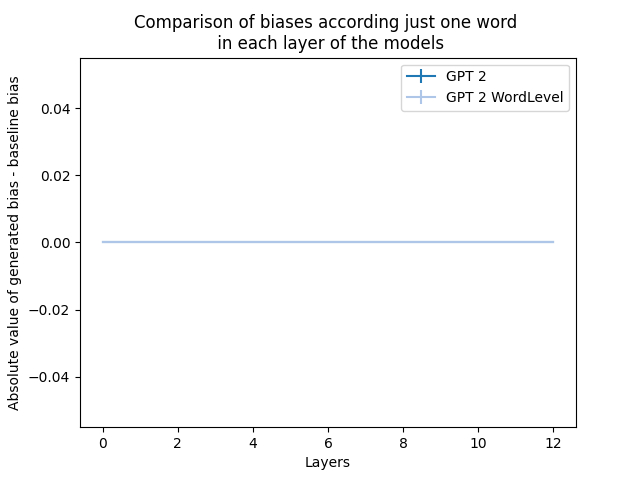 Comparison of biases according just one word
in each layer of the models
Absolute value of generated bias - baseline bias
0.04
0.02
0.00
−0.02
−0.04
GPT 2
GPT 2 WordLevel
0 2 4 6 8 10 12
Layers